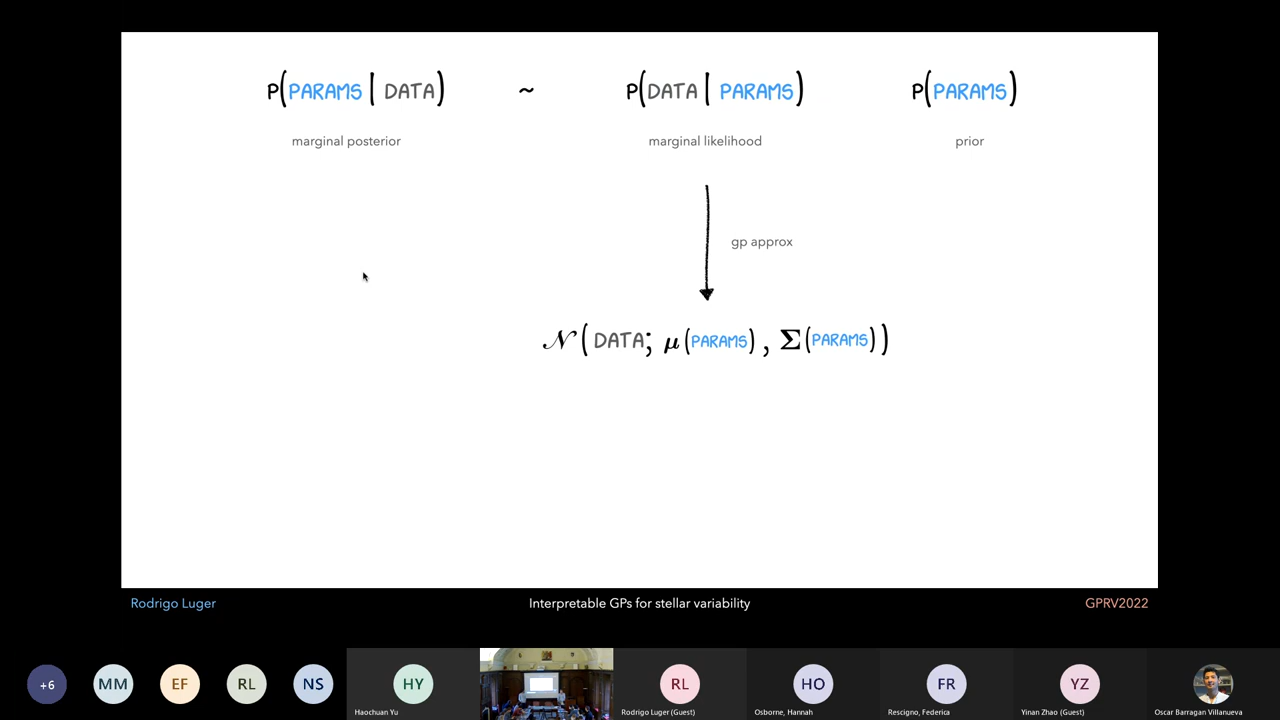 P(PARAMS | DATA) ~ P(DATA | PARAMS) P(PARAMS)
marginal posterior marginal likelihood prior
gp approx
𝒩(DATA; μ(PARAMS), Σ(PARAMS))
Rodrigo Luger Interpretable GPs for stellar variability GPRV2022
+6 MM EF RL NS HY RL HO FR YZ
Haochuan Yu Rodrigo Luger (Guest) Osborne, Hannah Rescigno, Federica Yinan Zhao (Guest) Oscar Barragan Villanueva